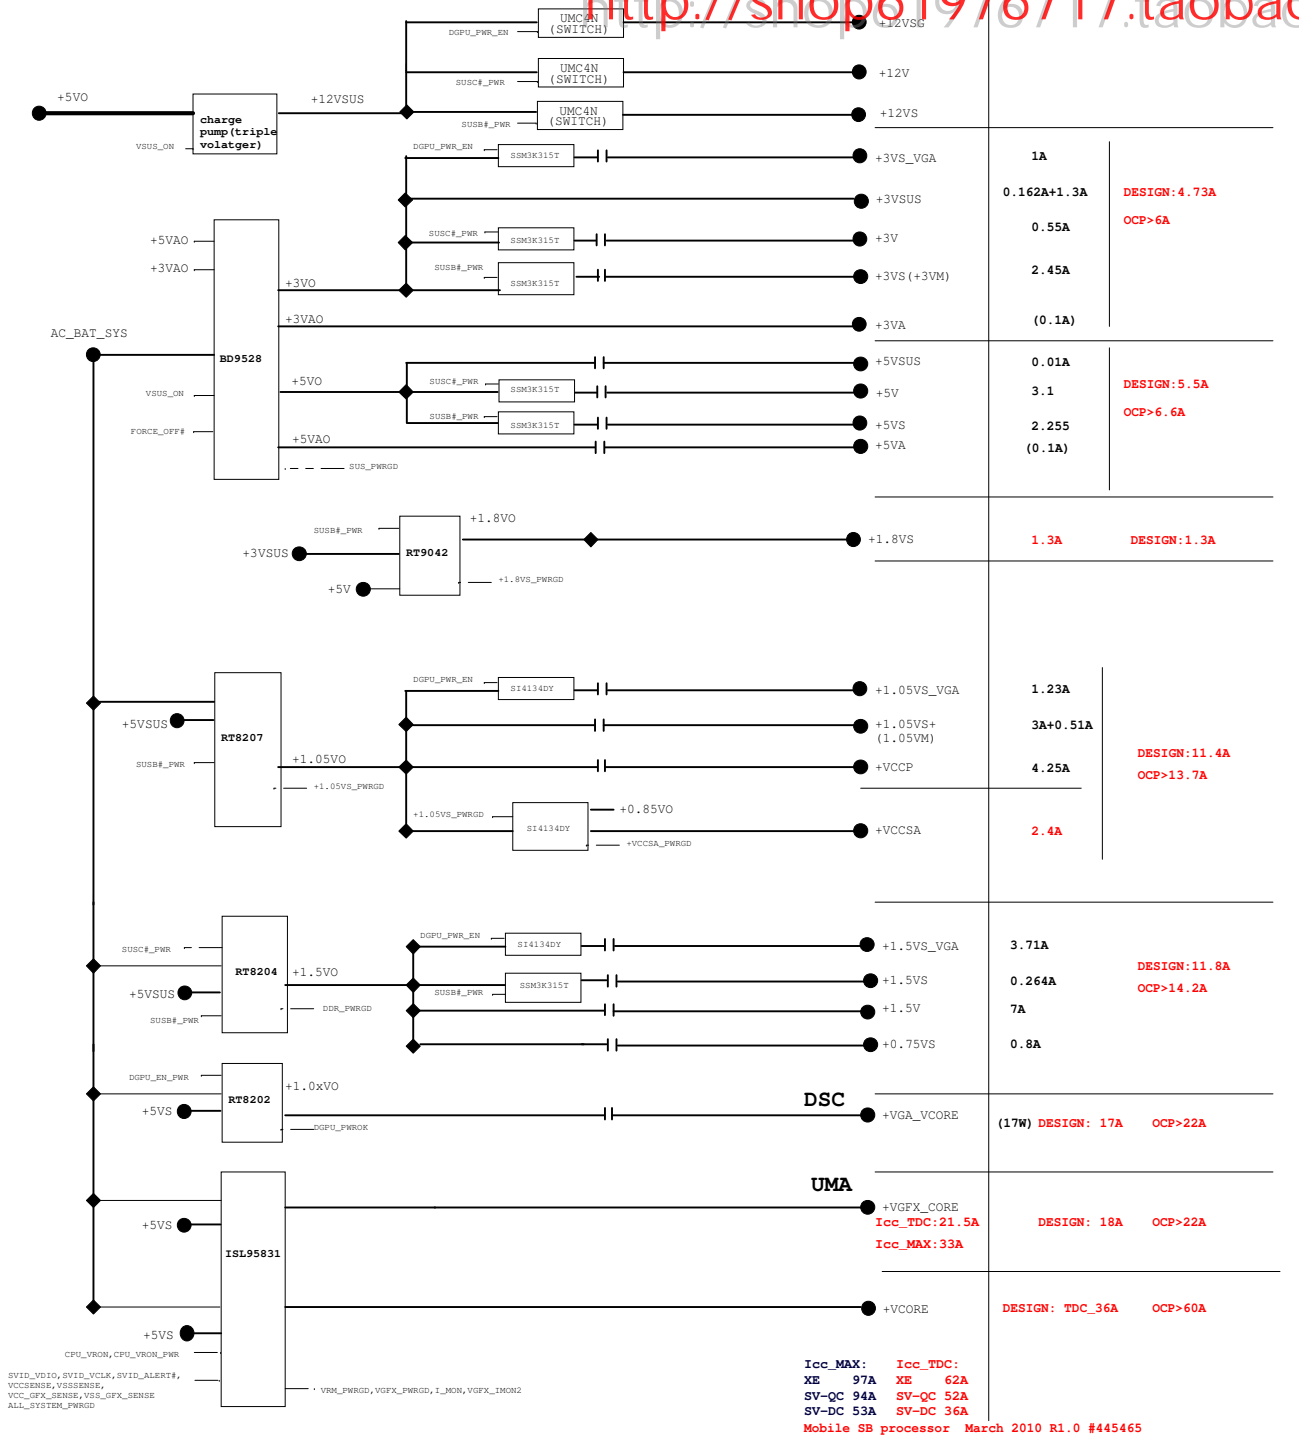 http://shop61976717.taobao
UMC4N
(SWITCH)
DGPU_PWR_EN
+12VSG
UMC4N
(SWITCH)
SUSC#_PWR
+12V
+5VO
+12VSUS
UMC4N
(SWITCH)
SUSB#_PWR
+12VS
charge
pump(triple
volatger)
VSUS_ON
DGPU_PWR_EN
SSM3K315T
+3VS_VGA
1A
+3VSUS
0.162A+1.3A
DESIGN:4.73A
OCP>6A
+5VAO
SUSC#_PWR
SSM3K315T
+3V
0.55A
+3VAO
SUSB#_PWR
+3VO
SSM3K315T
+3VS(+3VM)
2.45A
+3VAO
+3VA
(0.1A)
AC_BAT_SYS
BD9528
+5VSUS
0.01A
+5VO
SUSC#_PWR
SSM3K315T
+5V
3.1
DESIGN:5.5A
VSUS_ON
OCP>6.6A
SUSB#_PWR
SSM3K315T
+5VS
2.255
FORCE_OFF#
+5VAO
+5VA
(0.1A)
SUS_PWRGD
+1.8VO
SUSB#_PWR
RT9042
+3VSUS
+1.8VS
1.3A
DESIGN:1.3A
+1.8VS_PWRGD
+5V
DGPU_PWR_EN
SI4134DY
+1.05VS_VGA
1.23A
+5VSUS
+1.05VS+
(1.05VM)
3A+0.51A
RT8207
SUSB#_PWR
+1.05VO
+VCCP
4.25A
DESIGN:11.4A
OCP>13.7A
+1.05VS_PWRGD
+1.05VS_PWRGD
+0.85VO
SI4134DY
+VCCSA
2.4A
+VCCSA_PWRGD
DGPU_PWR_EN
SI4134DY
+1.5VS_VGA
3.71A
SUSC#_PWR
RT8204
+1.5VO
DESIGN:11.8A
OCP>14.2A
+5VSUS
SUSB#_PWR
SSM3K315T
+1.5VS
0.264A
DDR_PWRGD
+1.5V
7A
SUSB#_PWR
+0.75VS
0.8A
DGPU_EN_PWR
+1.0xVO
RT8202
+5VS
DSC
+VGA_VCORE
(17W) DESIGN: 17A
OCP>22A
DGPU_PWROK
UMA
+VGFX_CORE
Icc_TDC:21.5A
DESIGN: 18A
OCP>22A
Icc_MAX:33A
+5VS
ISL95831
+VCORE
DESIGN: TDC_36A
OCP>60A
+5VS
CPU_VRON,CPU_VRON_PWR
SVID_VDIO,SVID_VCLK,SVID_ALERT#,
VCCSENSE,VSSSENSE,
VCC_GFX_SENSE,VSS_GFX_SENSE
ALL_SYSTEM_PWRGD
VRM_PWRGD,VGFX_PWRGD,I_MON,VGFX_IMON2
Icc_MAX: Icc_TDC:
XE 97A XE 62A
SV-QC 94A SV-QC 52A
SV-DC 53A SV-DC 36A
Mobile SB processor March 2010 R1.0 #445465